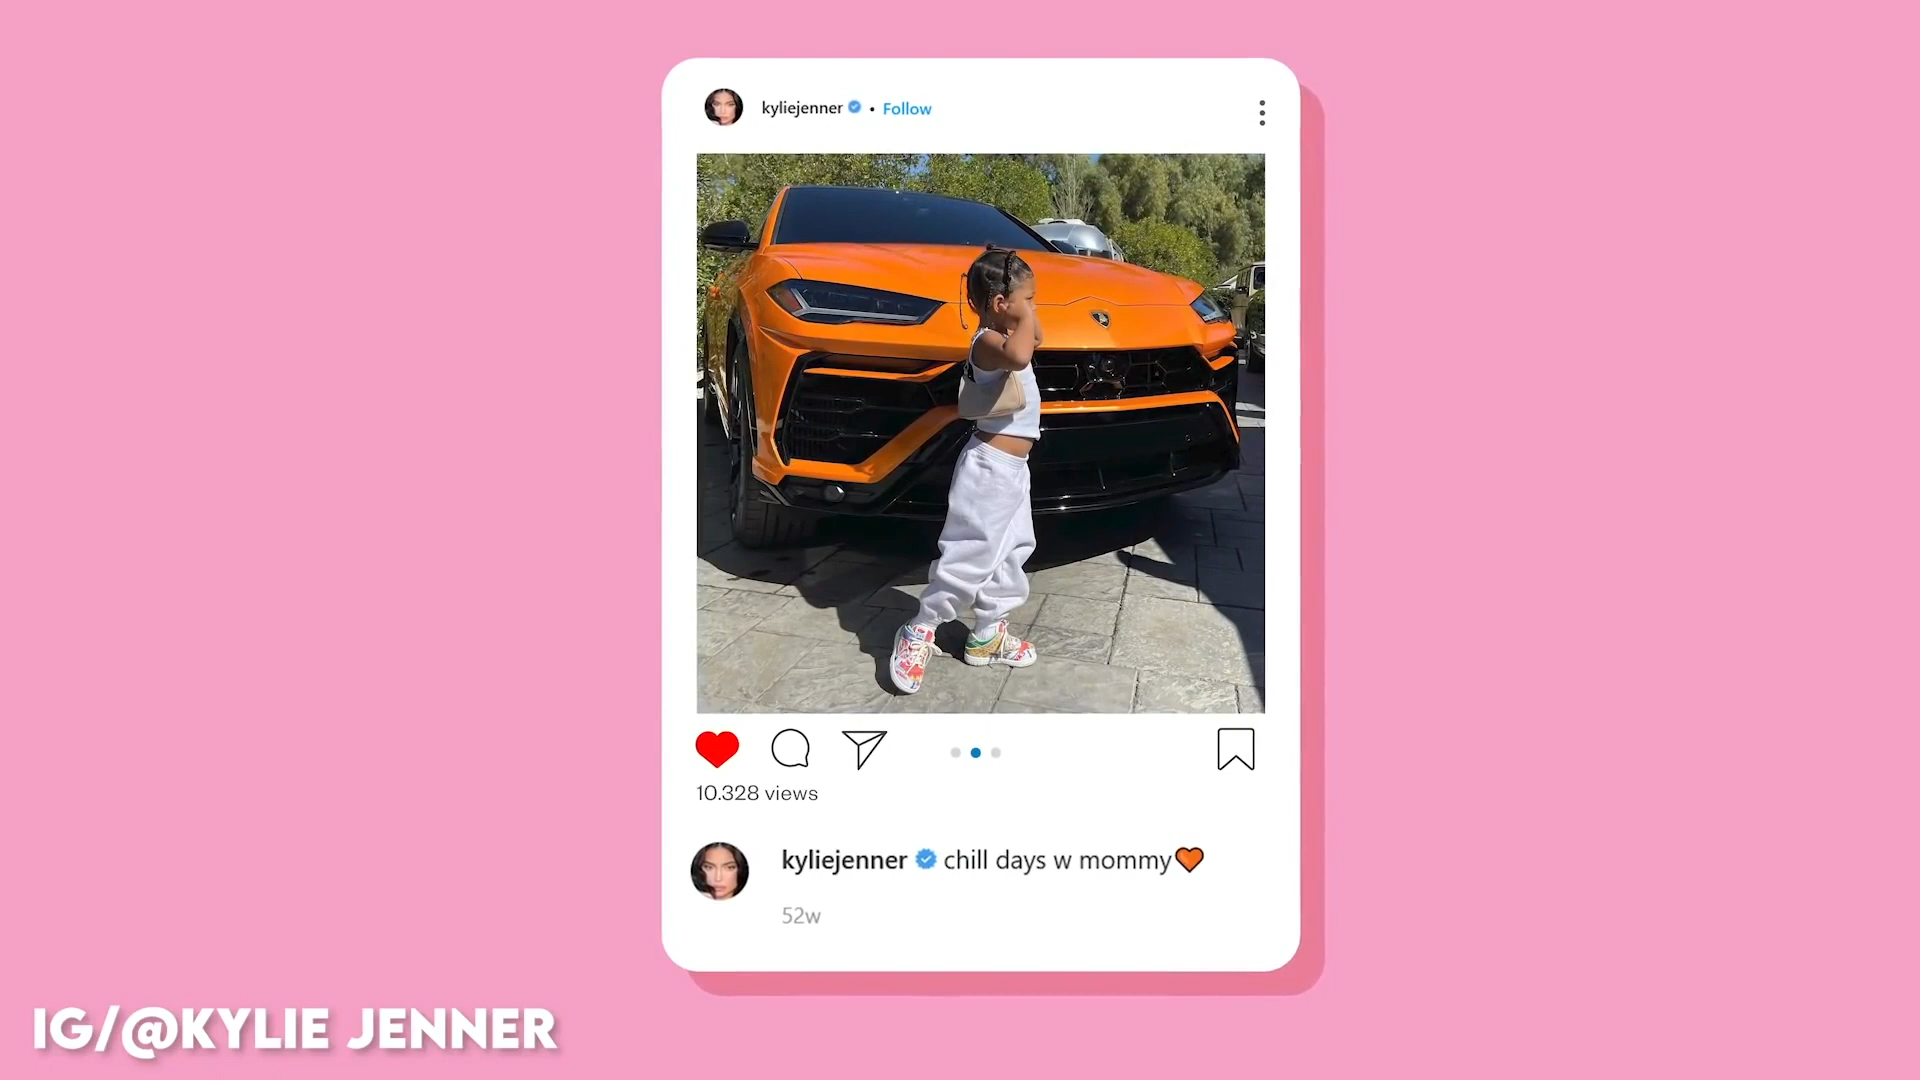 kyliejenner • Follow
10.328 views
kyliejenner chill days w mommy🧡
52w
IG/@KYLIE JENNER